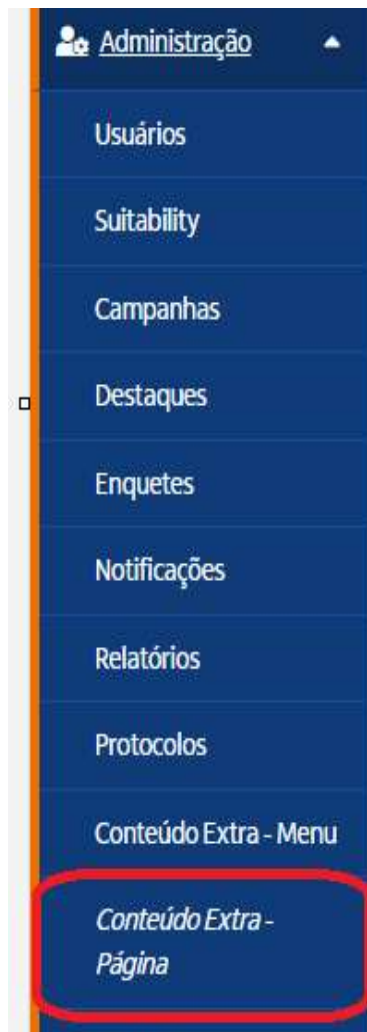 Administração
Usuários
Suitability
Campanhas
Destaques
Enquetes
Notificações
Relatórios
Protocolos
Conteúdo Extra - Menu
Conteúdo Extra -
Página